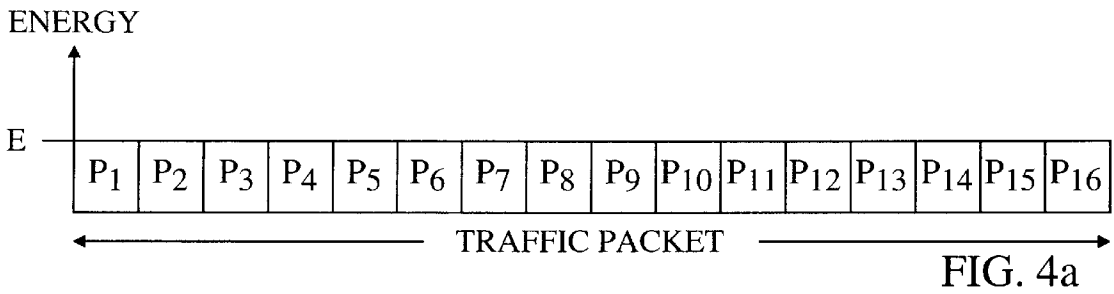 ENERGY
E
P1 P2 P3 P4 P5 P6 P7 P8 P9 P10 P11 P12 P13 P14 P15 P16
TRAFFIC PACKET
FIG. 4a